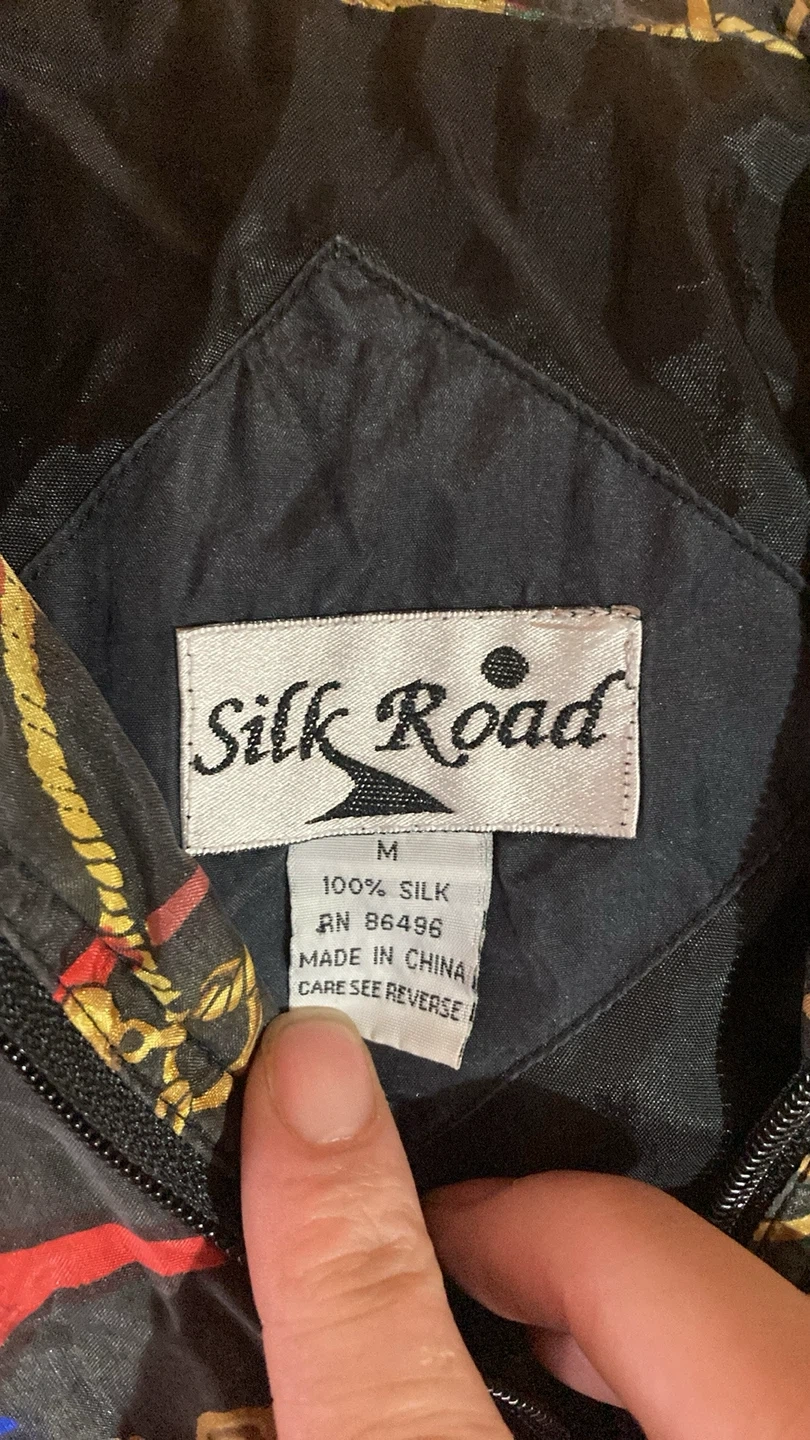 Silk Road
M
100% SILK
RN 86496
MADE IN CHINA
CARE SEE REVERSE